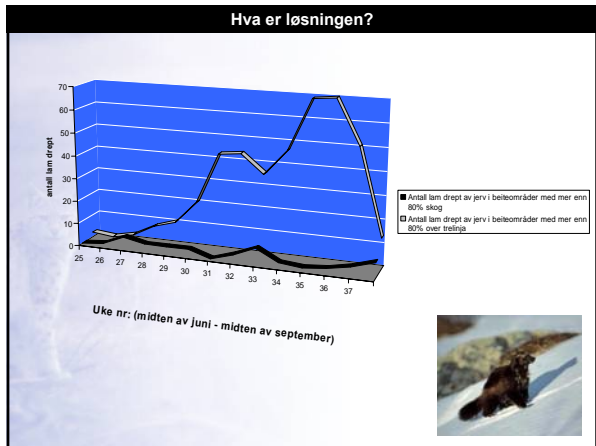 Hva er løsningen?
70
60
50
40
30
20
10
0
antall lam drept
25 26 27 28 29 30 31 32 33 34 35 36 37
Uke nr: (midten av juni - midten av september)
Antall lam drept av jerv i beiteområder med mer enn
80% skog
Antall lam drept av jerv i beiteområder med mer enn
80% over trelinja